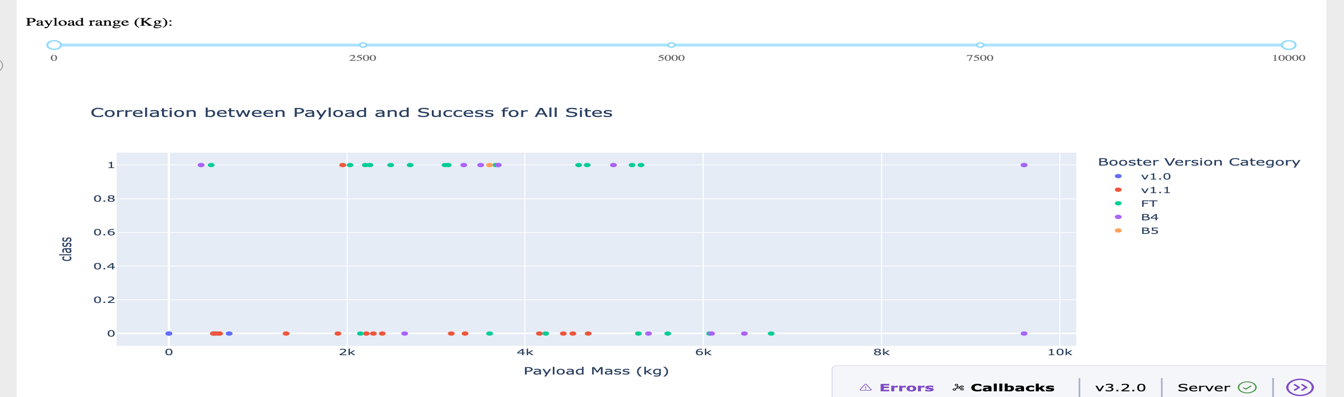 Payload range (Kg):
0 2500 5000 7500 10000
Correlation between Payload and Success for All Sites
1
0.8
0.6
0.4
0.2
0
class
0 2k 4k 6k 8k 10k
Payload Mass (kg)
Booster Version Category
v1.0
v1.1
FT
B4
B5
Errors Callbacks v3.2.0 Server